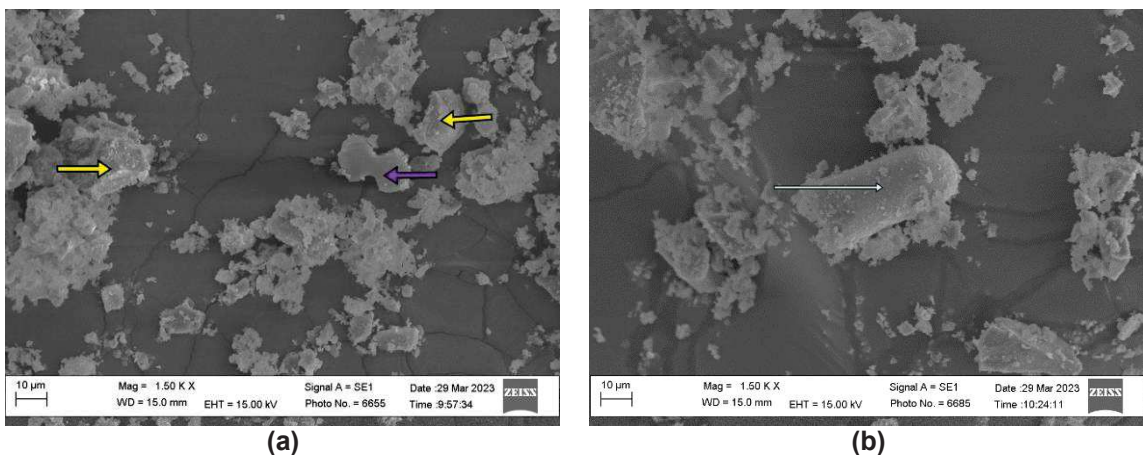 10 µm
Mag = 1.50 K X
Signal A = SE1
Date :29 Mar 2023
WD = 15.0 mm
EHT = 15.00 kV
Photo No. = 6655
Time :9:57:34
ZEISS
10 µm
Mag = 1.50 K X
Signal A = SE1
Date :29 Mar 2023
WD = 15.0 mm
EHT = 15.00 kV
Photo No. = 6685
Time :10:24:11
ZEISS
(a)
(b)